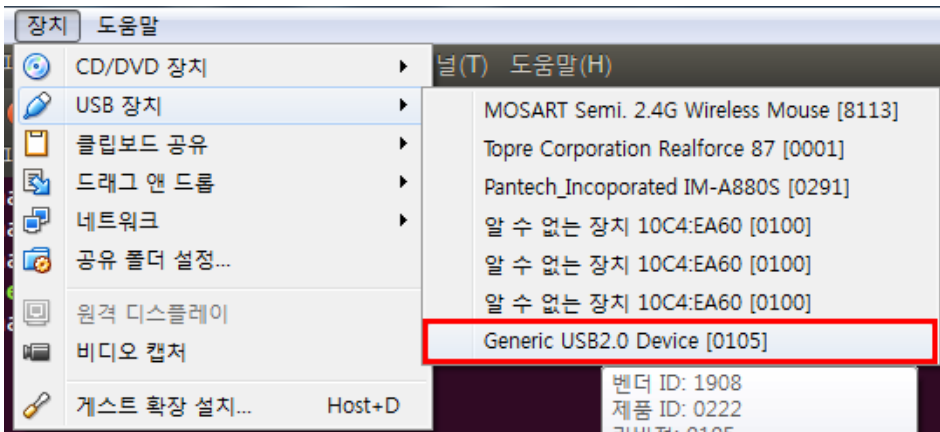 장치 도움말
널(T) 도움말(H)
CD/DVD 장치
USB 장치
클립보드 공유
드래그 앤 드롭
네트워크
공유 폴더 설정...
원격 디스플레이
비디오 캡처
게스트 확장 설치... Host+D
MOSART Semi. 2.4G Wireless Mouse [8113]
Topre Corporation Realforce 87 [0001]
Pantech_Incoporated IM-A880S [0291]
알 수 없는 장치 10C4:EA60 [0100]
알 수 없는 장치 10C4:EA60 [0100]
알 수 없는 장치 10C4:EA60 [0100]
Generic USB2.0 Device [0105]
벤더 ID: 1908
제품 ID: 0222